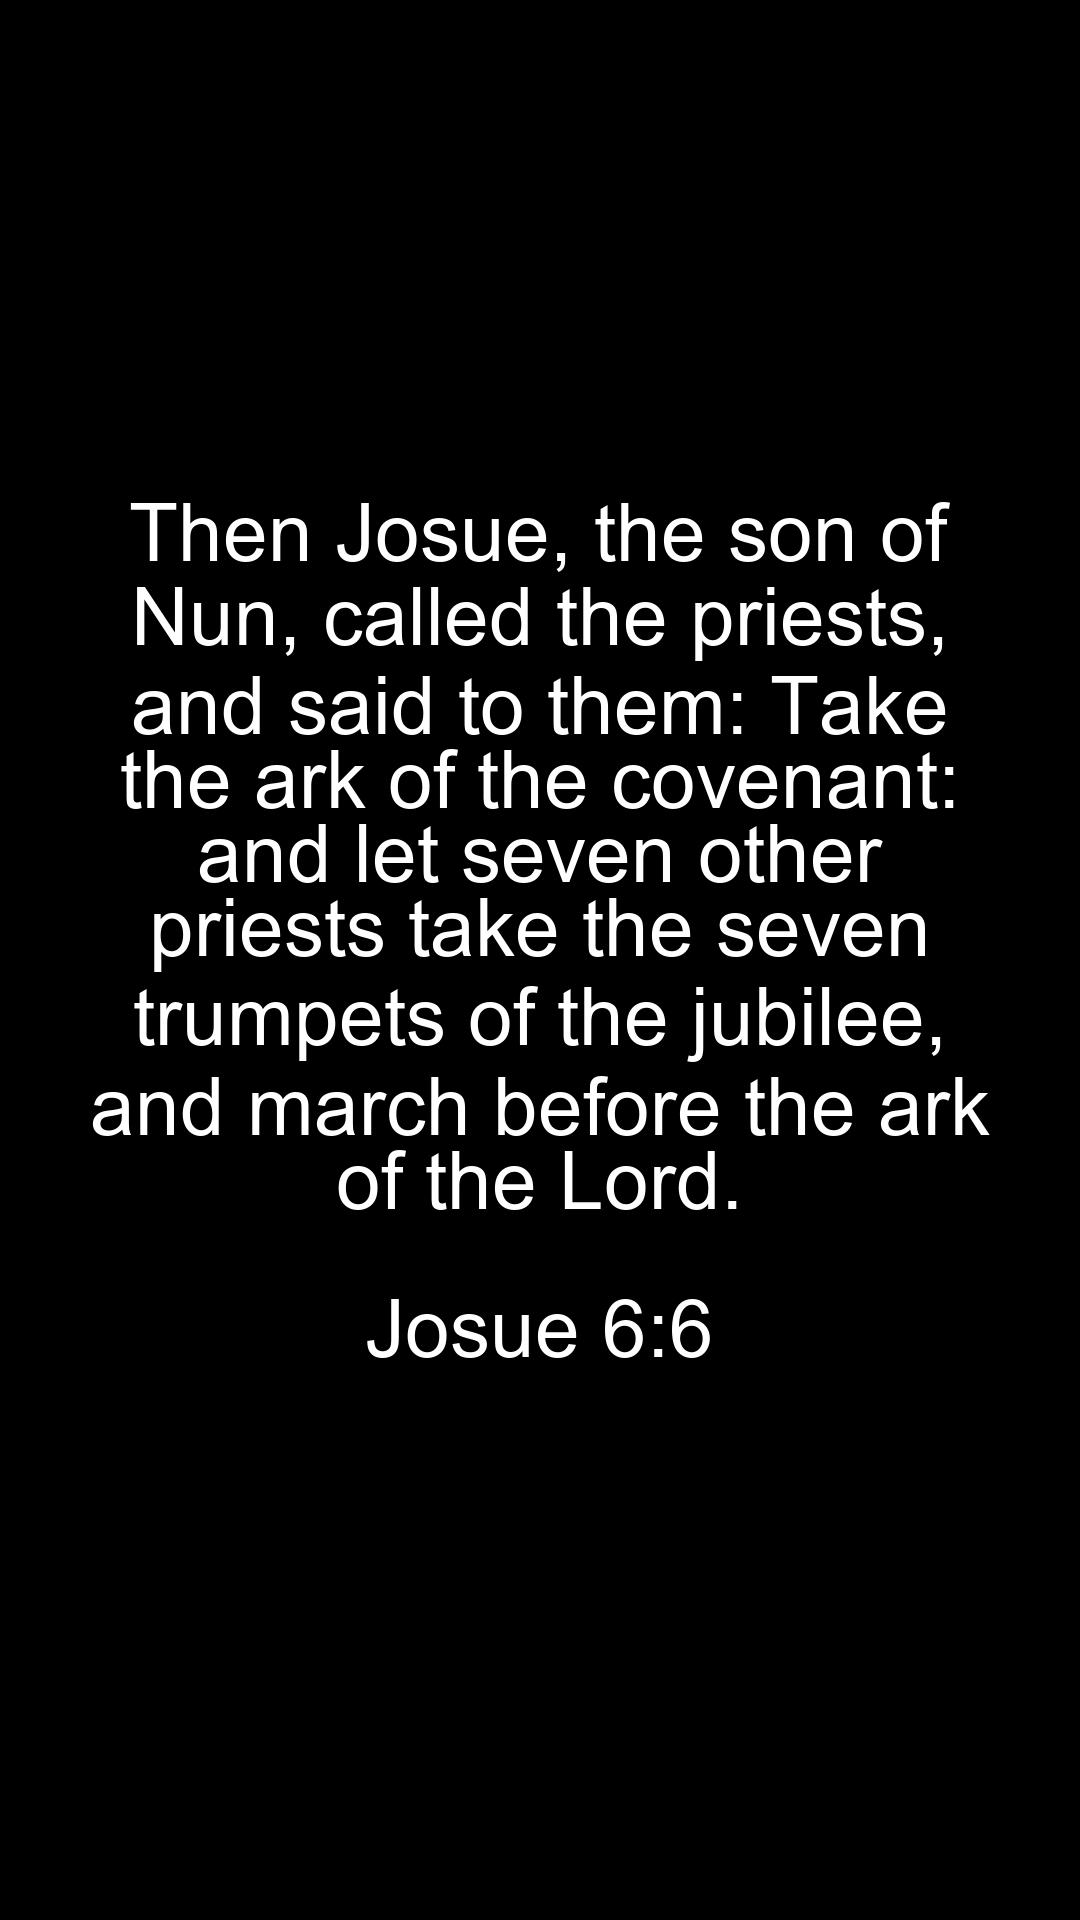 Then Josue, the son of
Nun, called the priests,
and said to them: Take
the ark of the covenant:
and let seven other
priests take the seven
trumpets of the jubilee,
and march before the ark
of the Lord.
Josue 6:6